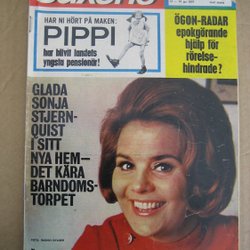 Saxons
HAR NI HÖRT PÅ MAKEN:
PIPPI
har blivit landets
yngsta pensionär!
ÖGON-RADAR
epokgörande
hjälp för
rörelse-
hindrade?
GLADA
SONJA
STJERN-
QUIST
I SITT
NYA HEM—
DET KÄRA
BARNDOMS-
TORPET